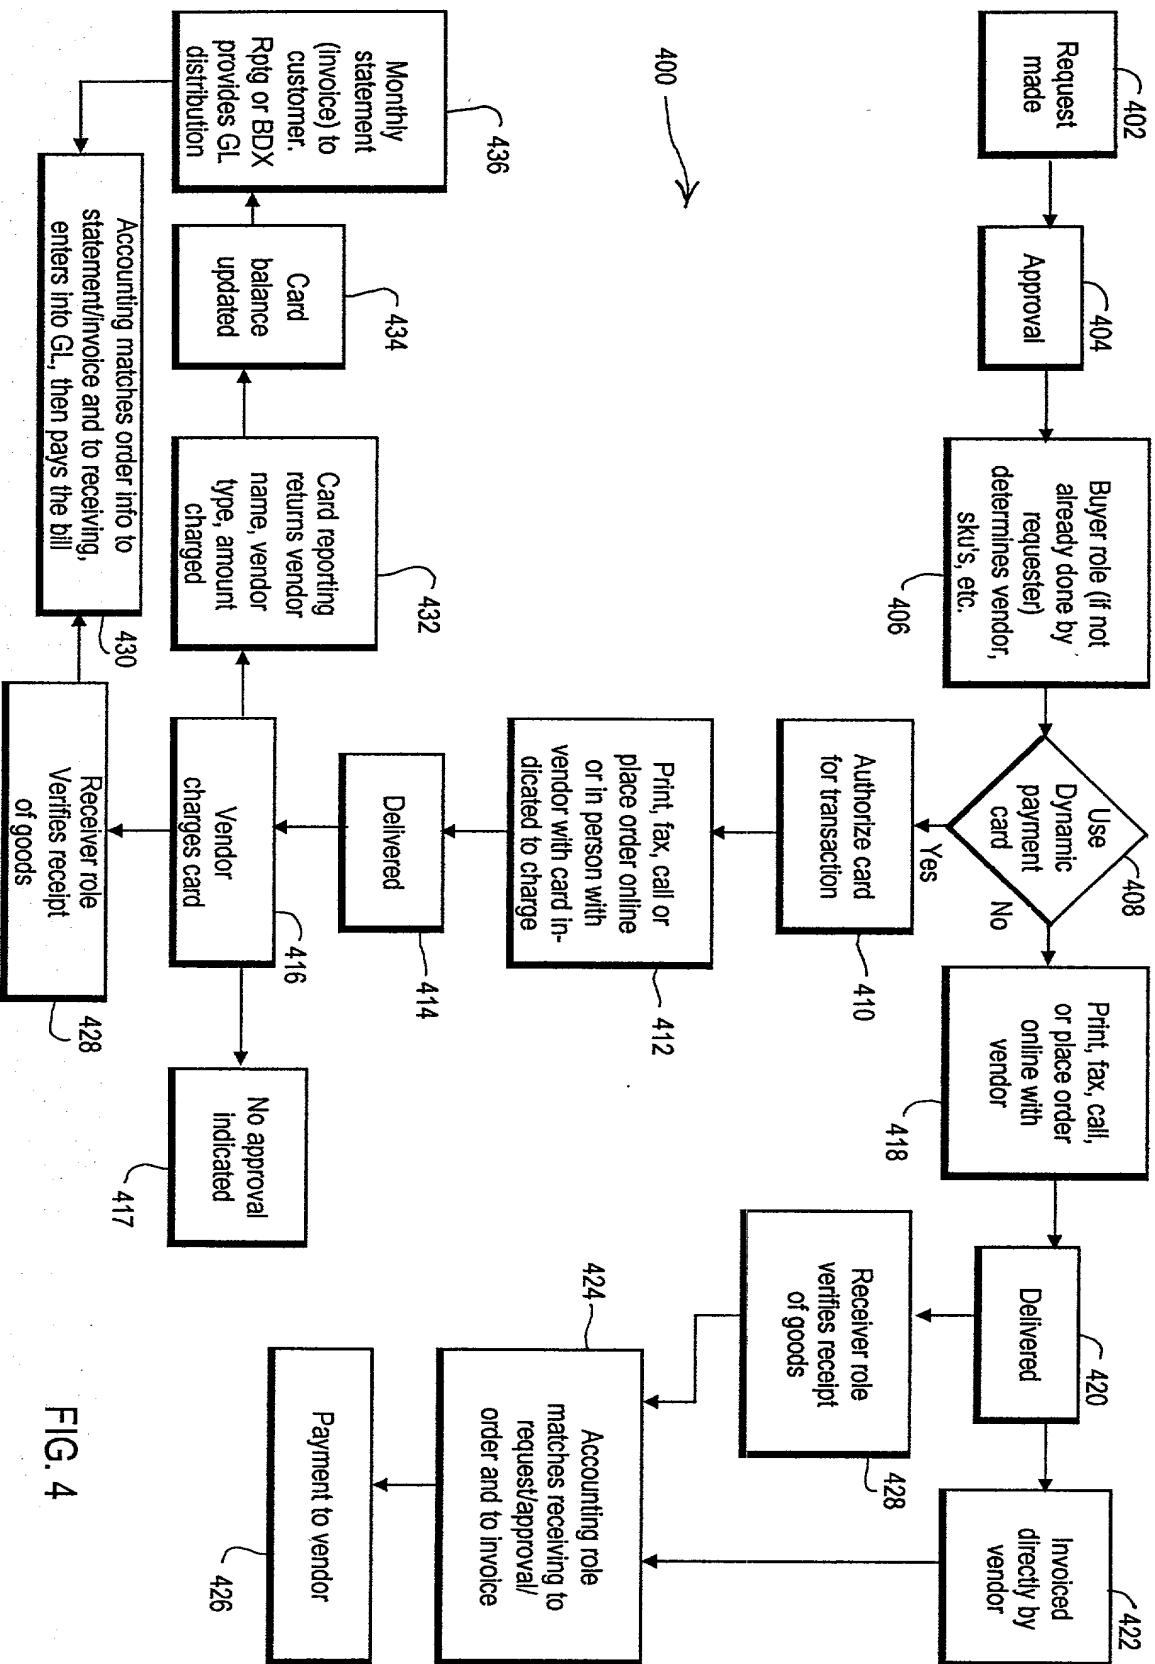 402
Request
made
404
Approval
Buyer role (if not
already done by
requester)
determines vendor,
sku's, etc.
406
Use
Dynamic
payment
card
408
Yes
No
Print, fax, call,
or place order
online with
vendor
418
Delivered
420
Invoiced
directly by
vendor
422
400
Authorize card
for transaction
410
Receiver role
verifies receipt
of goods
428
Print, fax, call or
place order online
or in person with
vendor with card in-
dicated to charge
412
424
Accounting role
matches receiving to
request/approval/
order and to invoice
Delivered
414
Payment to vendor
426
436
Monthly
statement
(invoice) to
customer.
Rptg or BDX
provides GL
distribution
434
Card
balance
updated
432
Card reporting
returns vendor
name, vendor
type, amount
charged
Vendor
charges card
416
No approval
indicated
417
Accounting matches order info to
statement/invoice and to receiving,
enters into GL, then pays the bill
430
Receiver role
Verifies receipt
of goods
428
FIG. 4